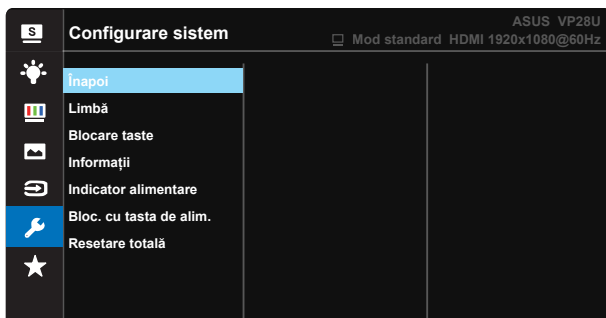 S
Configurare sistem
ASUS VP28U
Mod standard HDMI 1920x1080@60Hz
Înapoi
Limbă
Blocare taste
Informații
Indicator alimentare
Bloc. cu tasta de alim.
Resetare totală